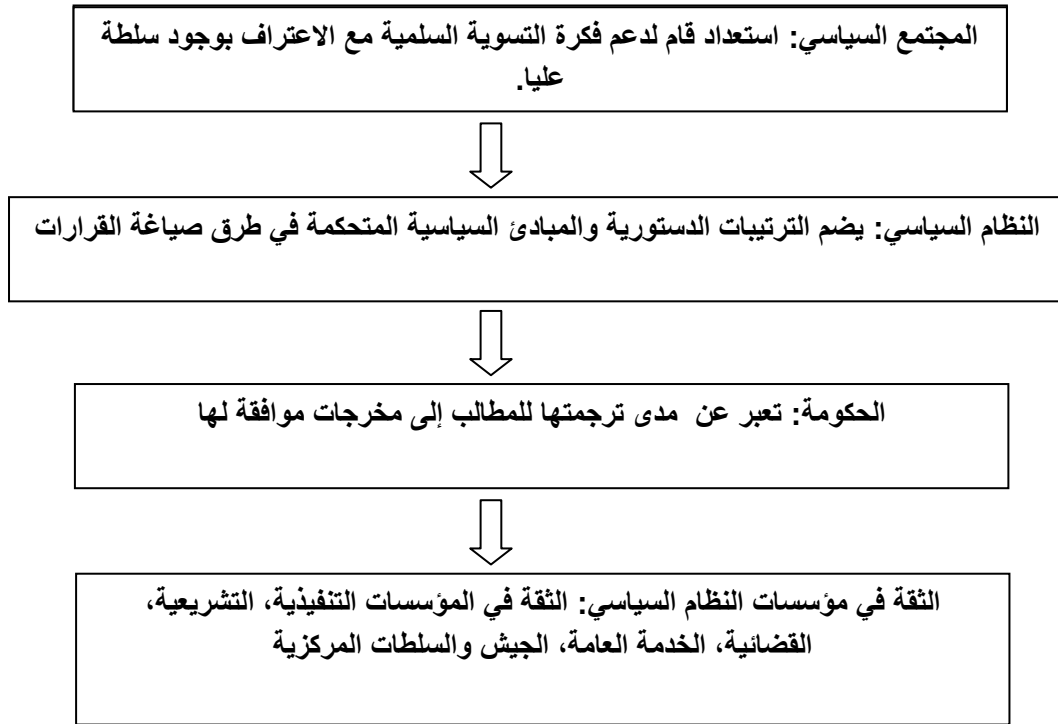 المجتمع السياسي: استعداد قام لدعم فكرة التسوية السلمية مع الاعتراف بوجود سلطة
عليا.
النظام السياسي: يضم الترتيبات الدستورية والمبادئ السياسية المتحكمة في طرق صياغة القرارات
الحكومة: تعبر عن مدى ترجمتها للمطالب إلى مخرجات موافقة لها
الثقة في مؤسسات النظام السياسي: الثقة في المؤسسات التنفيذية، التشريعية،
القضائية، الخدمة العامة، الجيش والسلطات المركزية